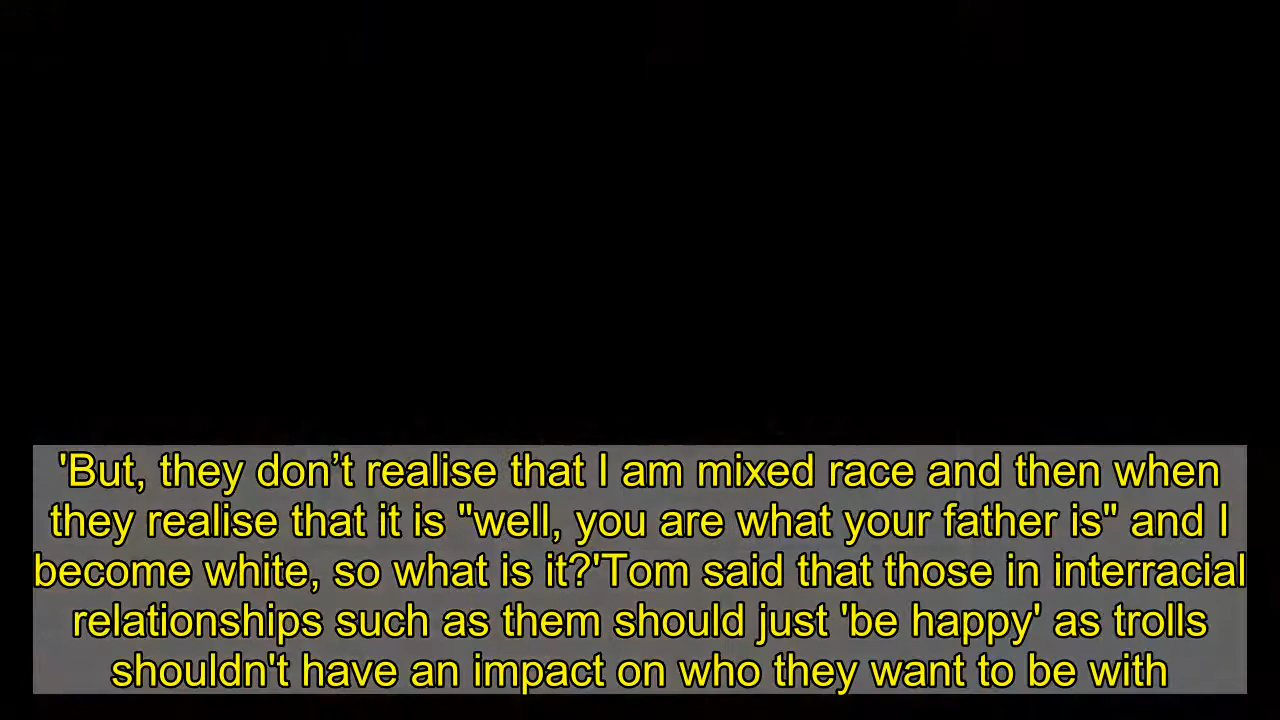 'But, they don’t realise that I am mixed race and then when
they realise that it is "well, you are what your father is" and I
become white, so what is it?'Tom said that those in interracial
relationships such as them should just 'be happy' as trolls
shouldn't have an impact on who they want to be with